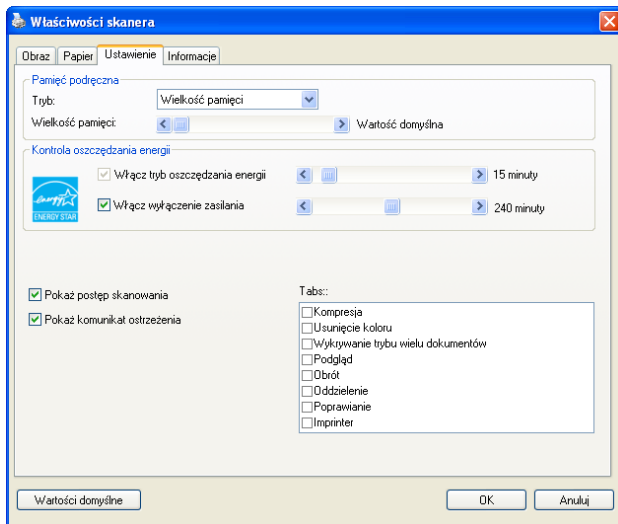 Właściwości skanera
Obraz Papier Ustawienie Informacje
Pamięć podręczna
Tryb: Wielkość pamięci
Wielkość pamięci: Wartość domyślna
Kontrola oszczędzania energii
Włącz tryb oszczędzania energii 15 minuty
energy
ENERGY STAR
Włącz wyłączenie zasilania 240 minuty
Pokaż postęp skanowania
Pokaż komunikat ostrzeżenia
Tabs::
Kompresja
Usunięcie koloru
Wykrywanie trybu wielu dokumentów
Podgląd
Obrót
Oddzielenie
Poprawianie
Imprinter
Wartości domyślne OK Anuluj